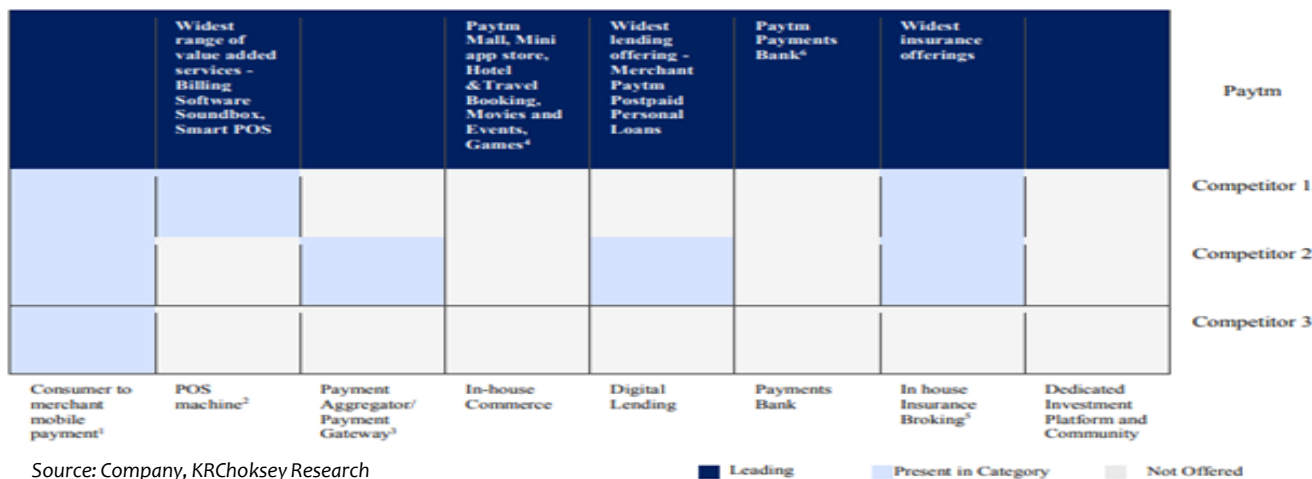 Widest
range of
value added
services -
Billing
Software
Soundbox,
Smart POS
Paytm
Mall, Mini
app store,
Hotel
&Travel
Booking,
Movies and
Events,
Games⁴
Widest
lending
offering -
Merchant
Paytm
Postpaid
Personal
Loans
Paytm
Payments
Bank⁶
Widest
insurance
offerings
Paytm
Competitor 1
Competitor 2
Competitor 3
Consumer to
merchant
mobile
payment¹
POS
machine²
Payment
Aggregator/
Payment
Gateway³
In-house
Commerce
Digital
Lending
Payments
Bank
In house
Insurance
Broking⁵
Dedicated
Investment
Platform and
Community
Source: Company, KRChoksey Research
Leading
Present in Category
Not Offered